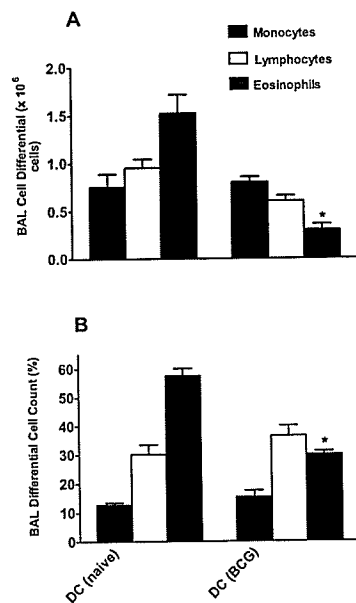 A
Monocytes
Lymphocytes
Eosinophils
BAL Cell Differential (x 10⁶
cells)
2.0
1.5
1.0
0.5
0.0
*
B
BAL Differential Cell Count (%)
60
50
40
30
20
10
0
*
DC (naive)
DC (BCG)